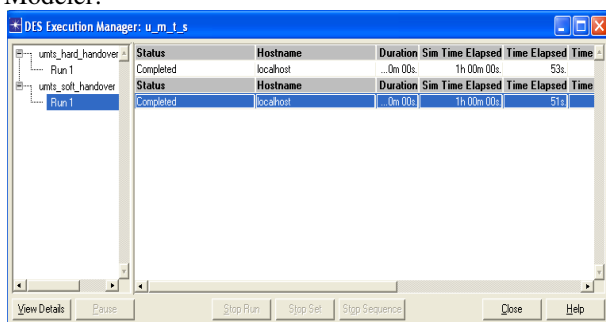 Modeler.
DES Execution Manager: u_m_t_s
umts_hard_handover
Run 1
umts_soft_handover
Run 1
Status Hostname Duration Sim Time Elapsed Time Elapsed Time
Completed localhost ...0m 00s. 1h 00m 00s. 53s.
Status Hostname Duration Sim Time Elapsed Time Elapsed Time
Completed localhost ...0m 00s. 1h 00m 00s. 51s.
View Details Pause Stop Run Stop Set Stop Sequence Close Help